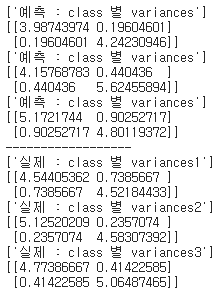 ['예측 : class 별 variances']
[[3.98743974 0.19604601]
[0.19604601 4.24230946]]
['예측 : class 별 variances']
[[4.15768783 0.440436  ]
[0.440436   5.62455894]]
['예측 : class 별 variances']
[[5.1721744  0.90252717]
[0.90252717 4.80119372]]
------------------
['실제 : class 별 variances1']
[[4.54405362 0.7385667 ]
[0.7385667  4.52184433]]
['실제 : class 별 variances2']
[[5.12520209 0.2357074 ]
[0.2357074  4.58307392]]
['실제 : class 별 variances3']
[[4.77386667 0.41422585]
[0.41422585 5.06487465]]